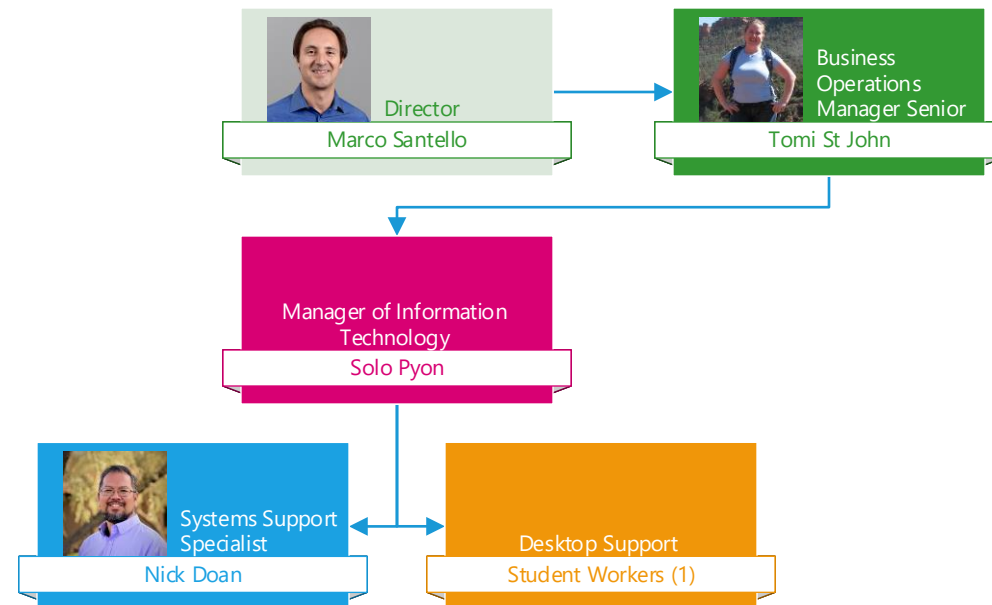 Director
Marco Santello
Business
Operations
Manager Senior
Tomi St John
Manager of Information
Technology
Solo Pyon
Systems Support
Specialist
Nick Doan
Desktop Support
Student Workers (1)